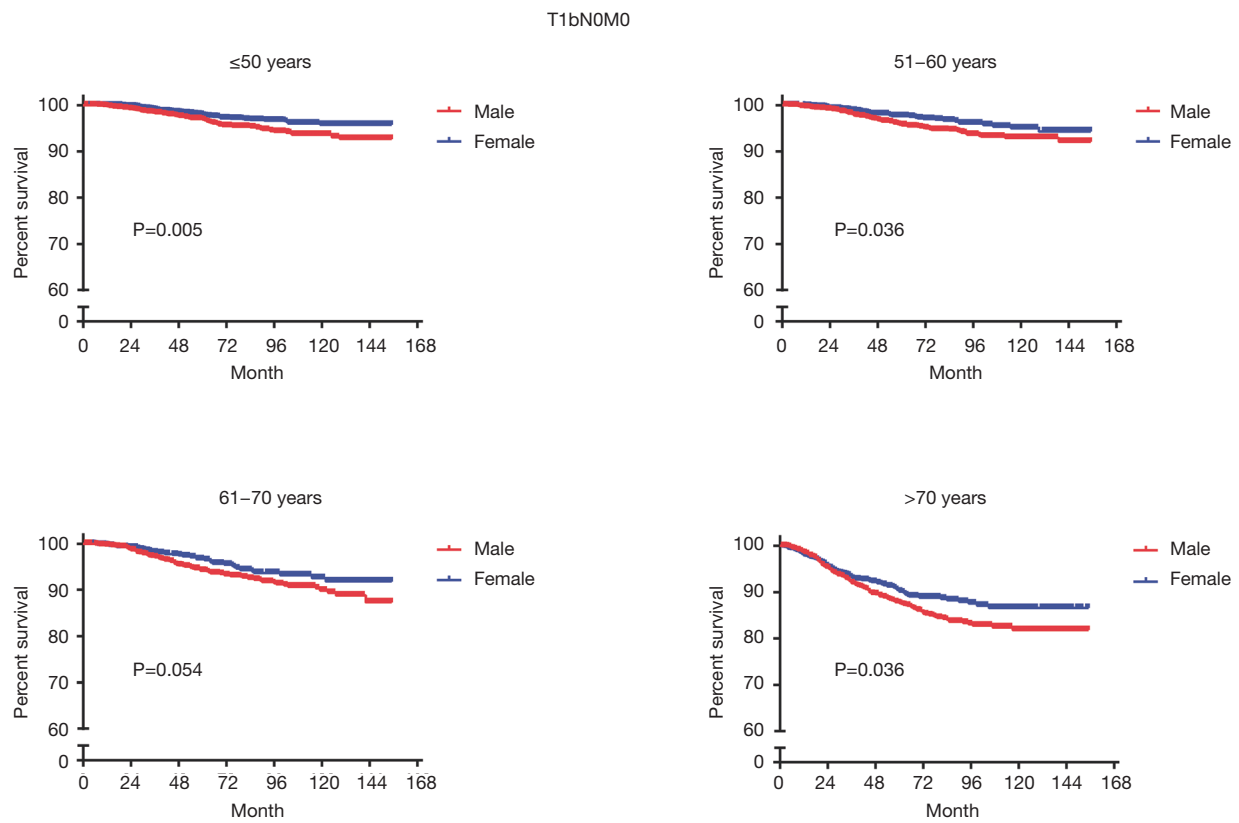 T1bN0M0
≤50 years
100
90
80
70
60
0
Percent survival
P=0.005
Male
Female
0 24 48 72 96 120 144 168
Month
51–60 years
100
90
80
70
60
0
Percent survival
P=0.036
Male
Female
0 24 48 72 96 120 144 168
Month
61–70 years
100
90
80
70
60
0
Percent survival
P=0.054
Male
Female
0 24 48 72 96 120 144 168
Month
>70 years
100
90
80
70
60
0
Percent survival
P=0.036
Male
Female
0 24 48 72 96 120 144 168
Month